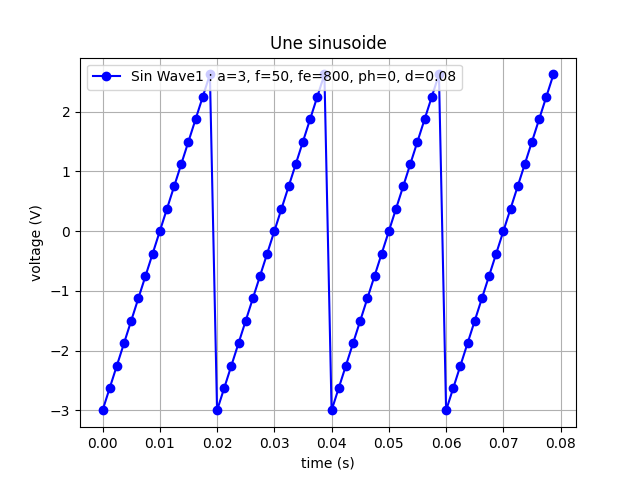 Une sinusoide
Sin Wave1 : a=3, f=50, fe=800, ph=0, d=0.08
voltage (V)
2
1
0
−1
−2
−3
0.00 0.01 0.02 0.03 0.04 0.05 0.06 0.07 0.08
time (s)